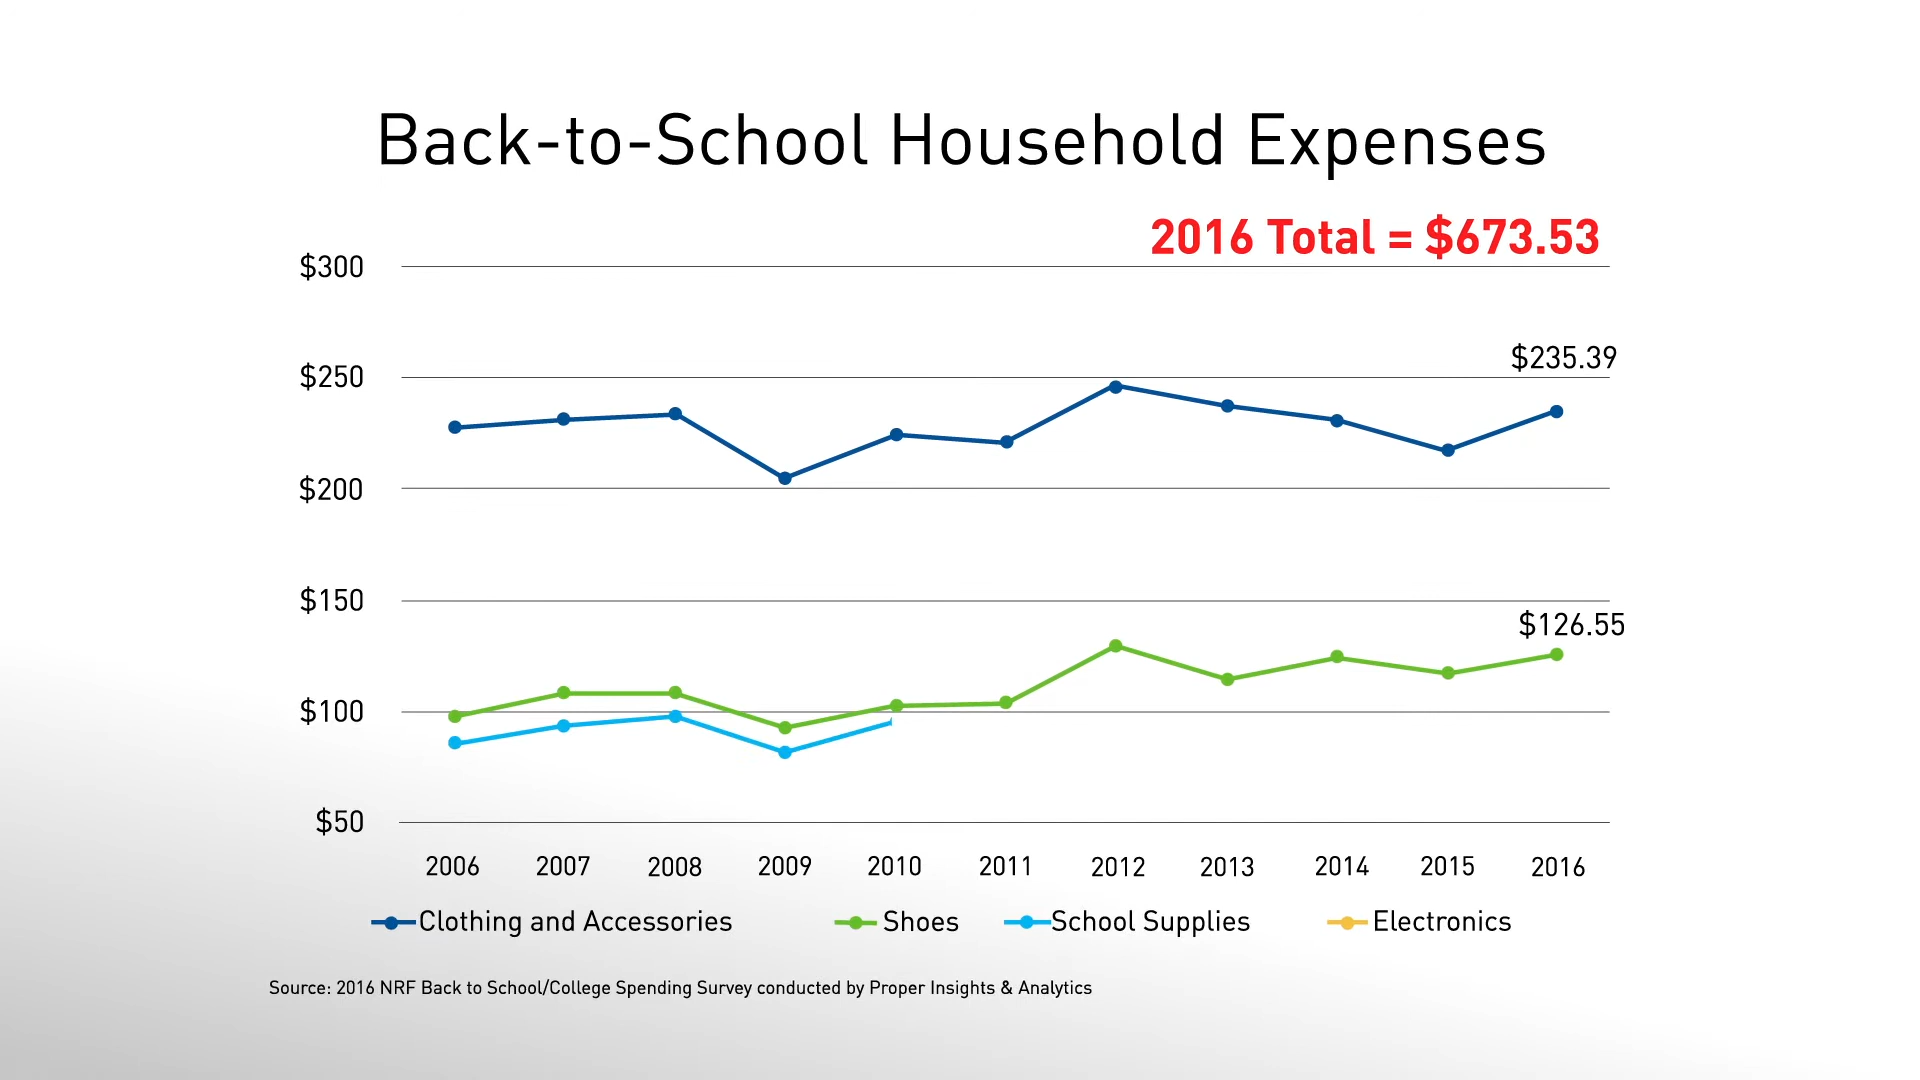 Back-to-School Household Expenses
2016 Total = $673.53
$300
$235.39
$250
$200
$150
$126.55
$100
$50
2006 2007 2008 2009 2010 2011 2012 2013 2014 2015 2016
Clothing and Accessories Shoes School Supplies Electronics
Source: 2016 NRF Back to School/College Spending Survey conducted by Proper Insights & Analytics